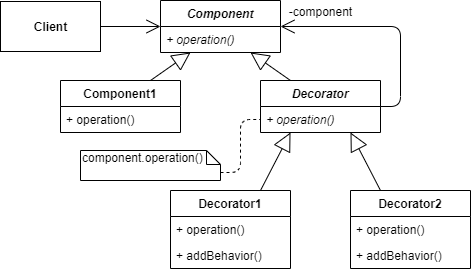 Client
Component
-component
+ operation()
Component1
+ operation()
Decorator
+ operation()
component.operation()
Decorator1
+ operation()
+ addBehavior()
Decorator2
+ operation()
+ addBehavior()